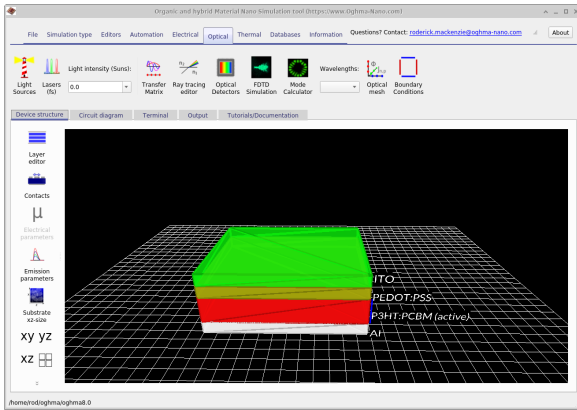 Organic and hybrid Material Nano Simulation tool (https://www.Oghma-Nano.com)
File Simulation type Editors Automation Electrical Optical Thermal Databases Information Questions? Contact: roderick.mackenzie@oghma-nano.com About
Light intensity (Suns): Wavelengths:
0.0
Light Sources
Lasers (fs)
Transfer Matrix
Ray tracing editor
Optical Detectors
FDTD Simulation
Mode Calculator
Optical mesh
Boundary Conditions
Device structure Circuit diagram Terminal Output Tutorials/Documentation
Layer editor
Contacts
μ
Electrical parameters
Emission parameters
Substrate xz-size
xy yz
xz
ITO
PEDOT:PSS
P3HT:PCBM (active)
Al
/home/rod/oghma/oghma8.0